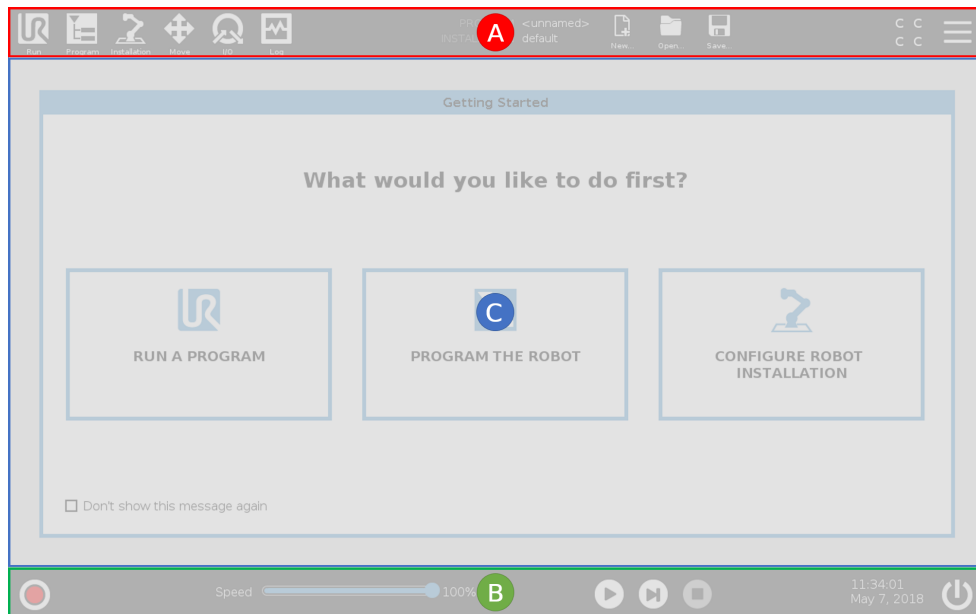 Run Program Installation Move I/O Log
<unnamed>
default
New... Open... Save...
C C
C C
A
Getting Started
What would you like to do first?
C
RUN A PROGRAM
PROGRAM THE ROBOT
CONFIGURE ROBOT
INSTALLATION
Don't show this message again
Speed 100%
B
11:34:01
May 7, 2018